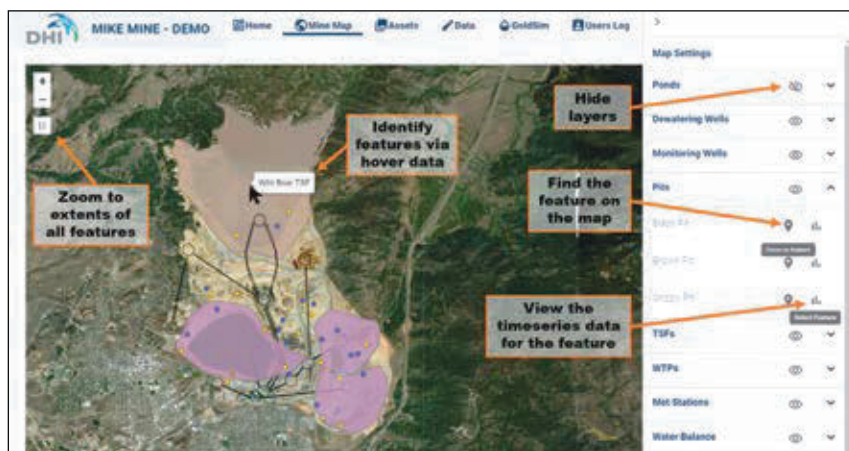 DHI
MIKE MINE - DEMO
Home
Mine Map
Assets
Data
GoldSim
Users Log
Map Settings
Ponds
Hide
layers
Dewatering Wells
Identify
features via
hover data
Monitoring Wells
Find the
feature on
the map
Pits
Zoom to
extents of
all features
View the
timeseries data
for the feature
Select Feature
TSFs
WTPs
Met Stations
Water Balance